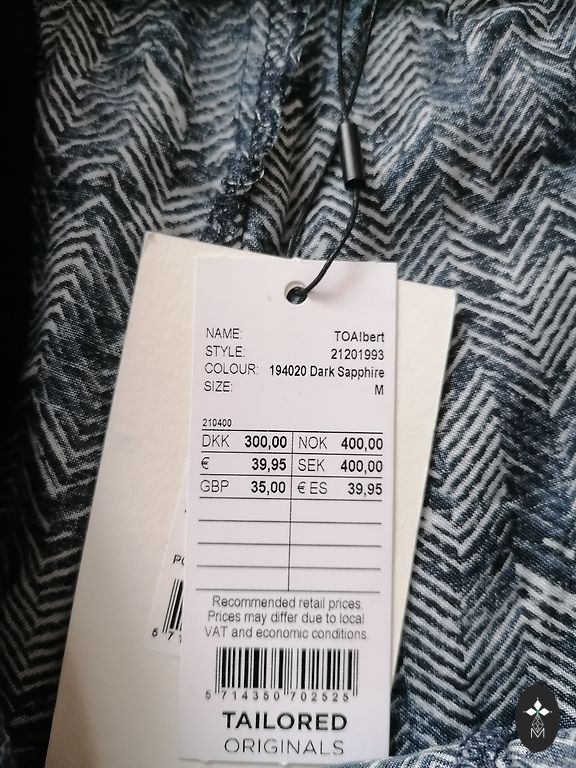 NAME: TOAlbert
STYLE: 21201993
COLOUR: 194020 Dark Sapphire
SIZE: M
210400
DKK 300,00 NOK 400,00
€ 39,95 SEK 400,00
GBP 35,00 € ES 39,95
Recommended retail prices.
Prices may differ due to local
VAT and economic conditions
5 714350 702525
TAILORED
ORIGINALS
M